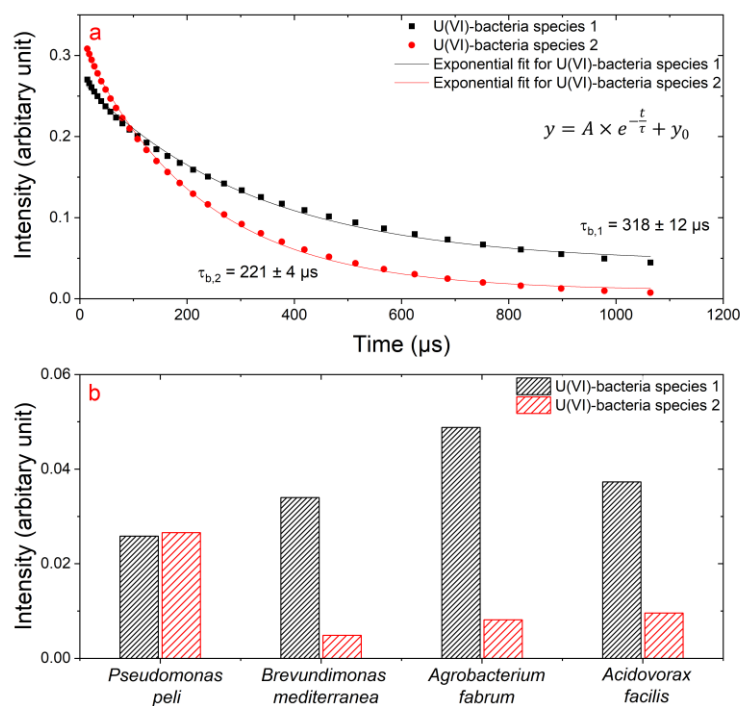 a
U(VI)-bacteria species 1
U(VI)-bacteria species 2
Exponential fit for U(VI)-bacteria species 1
Exponential fit for U(VI)-bacteria species 2
y = A × e^{-t/τ} + y₀
τb,1 = 318 ± 12 µs
τb,2 = 221 ± 4 µs
Intensity (arbitary unit)
0.3
0.2
0.1
0.0
0 200 400 600 800 1000 1200
Time (µs)
b
U(VI)-bacteria species 1
U(VI)-bacteria species 2
Intensity (arbitary unit)
0.06
0.04
0.02
0.00
Pseudomonas peli
Brevundimonas mediterranea
Agrobacterium fabrum
Acidovorax facilis